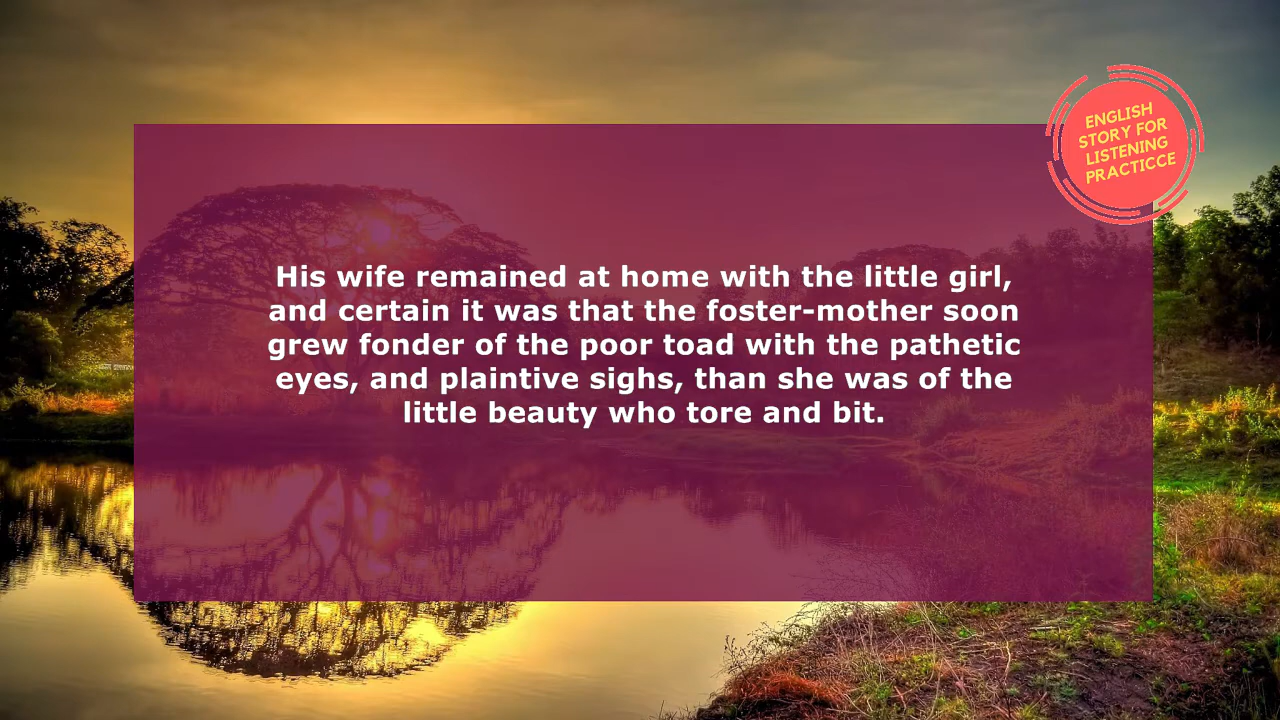 ENGLISH
STORY FOR
LISTENING
PRACTICCE
His wife remained at home with the little girl,
and certain it was that the foster-mother soon
grew fonder of the poor toad with the pathetic
eyes, and plaintive sighs, than she was of the
little beauty who tore and bit.